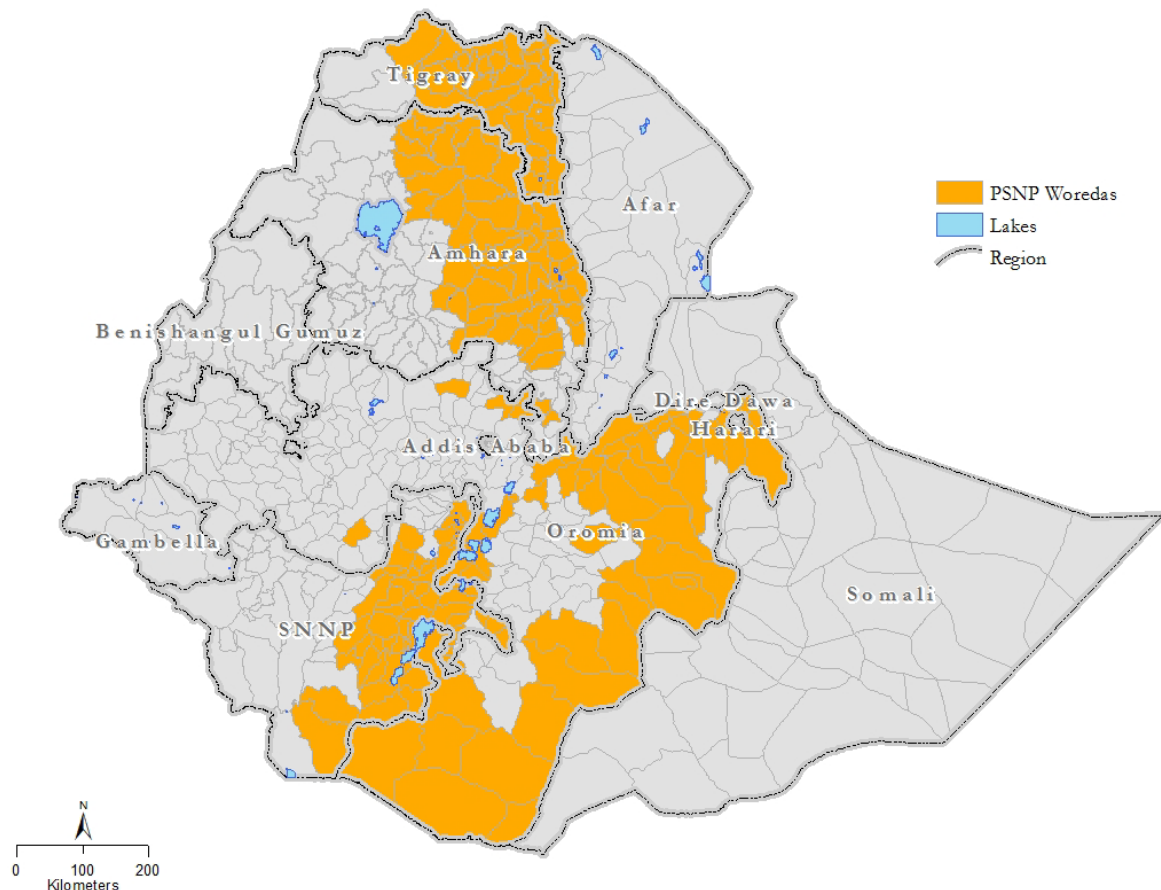 Tigray
Afar
PSNP Woredas
Lakes
Region
Amhara
Benishangul Gumuz
Dire Dawa
Harari
Addis Ababa
Oromia
Gambella
Somali
SNNP
N
0 100 200
Kilometers